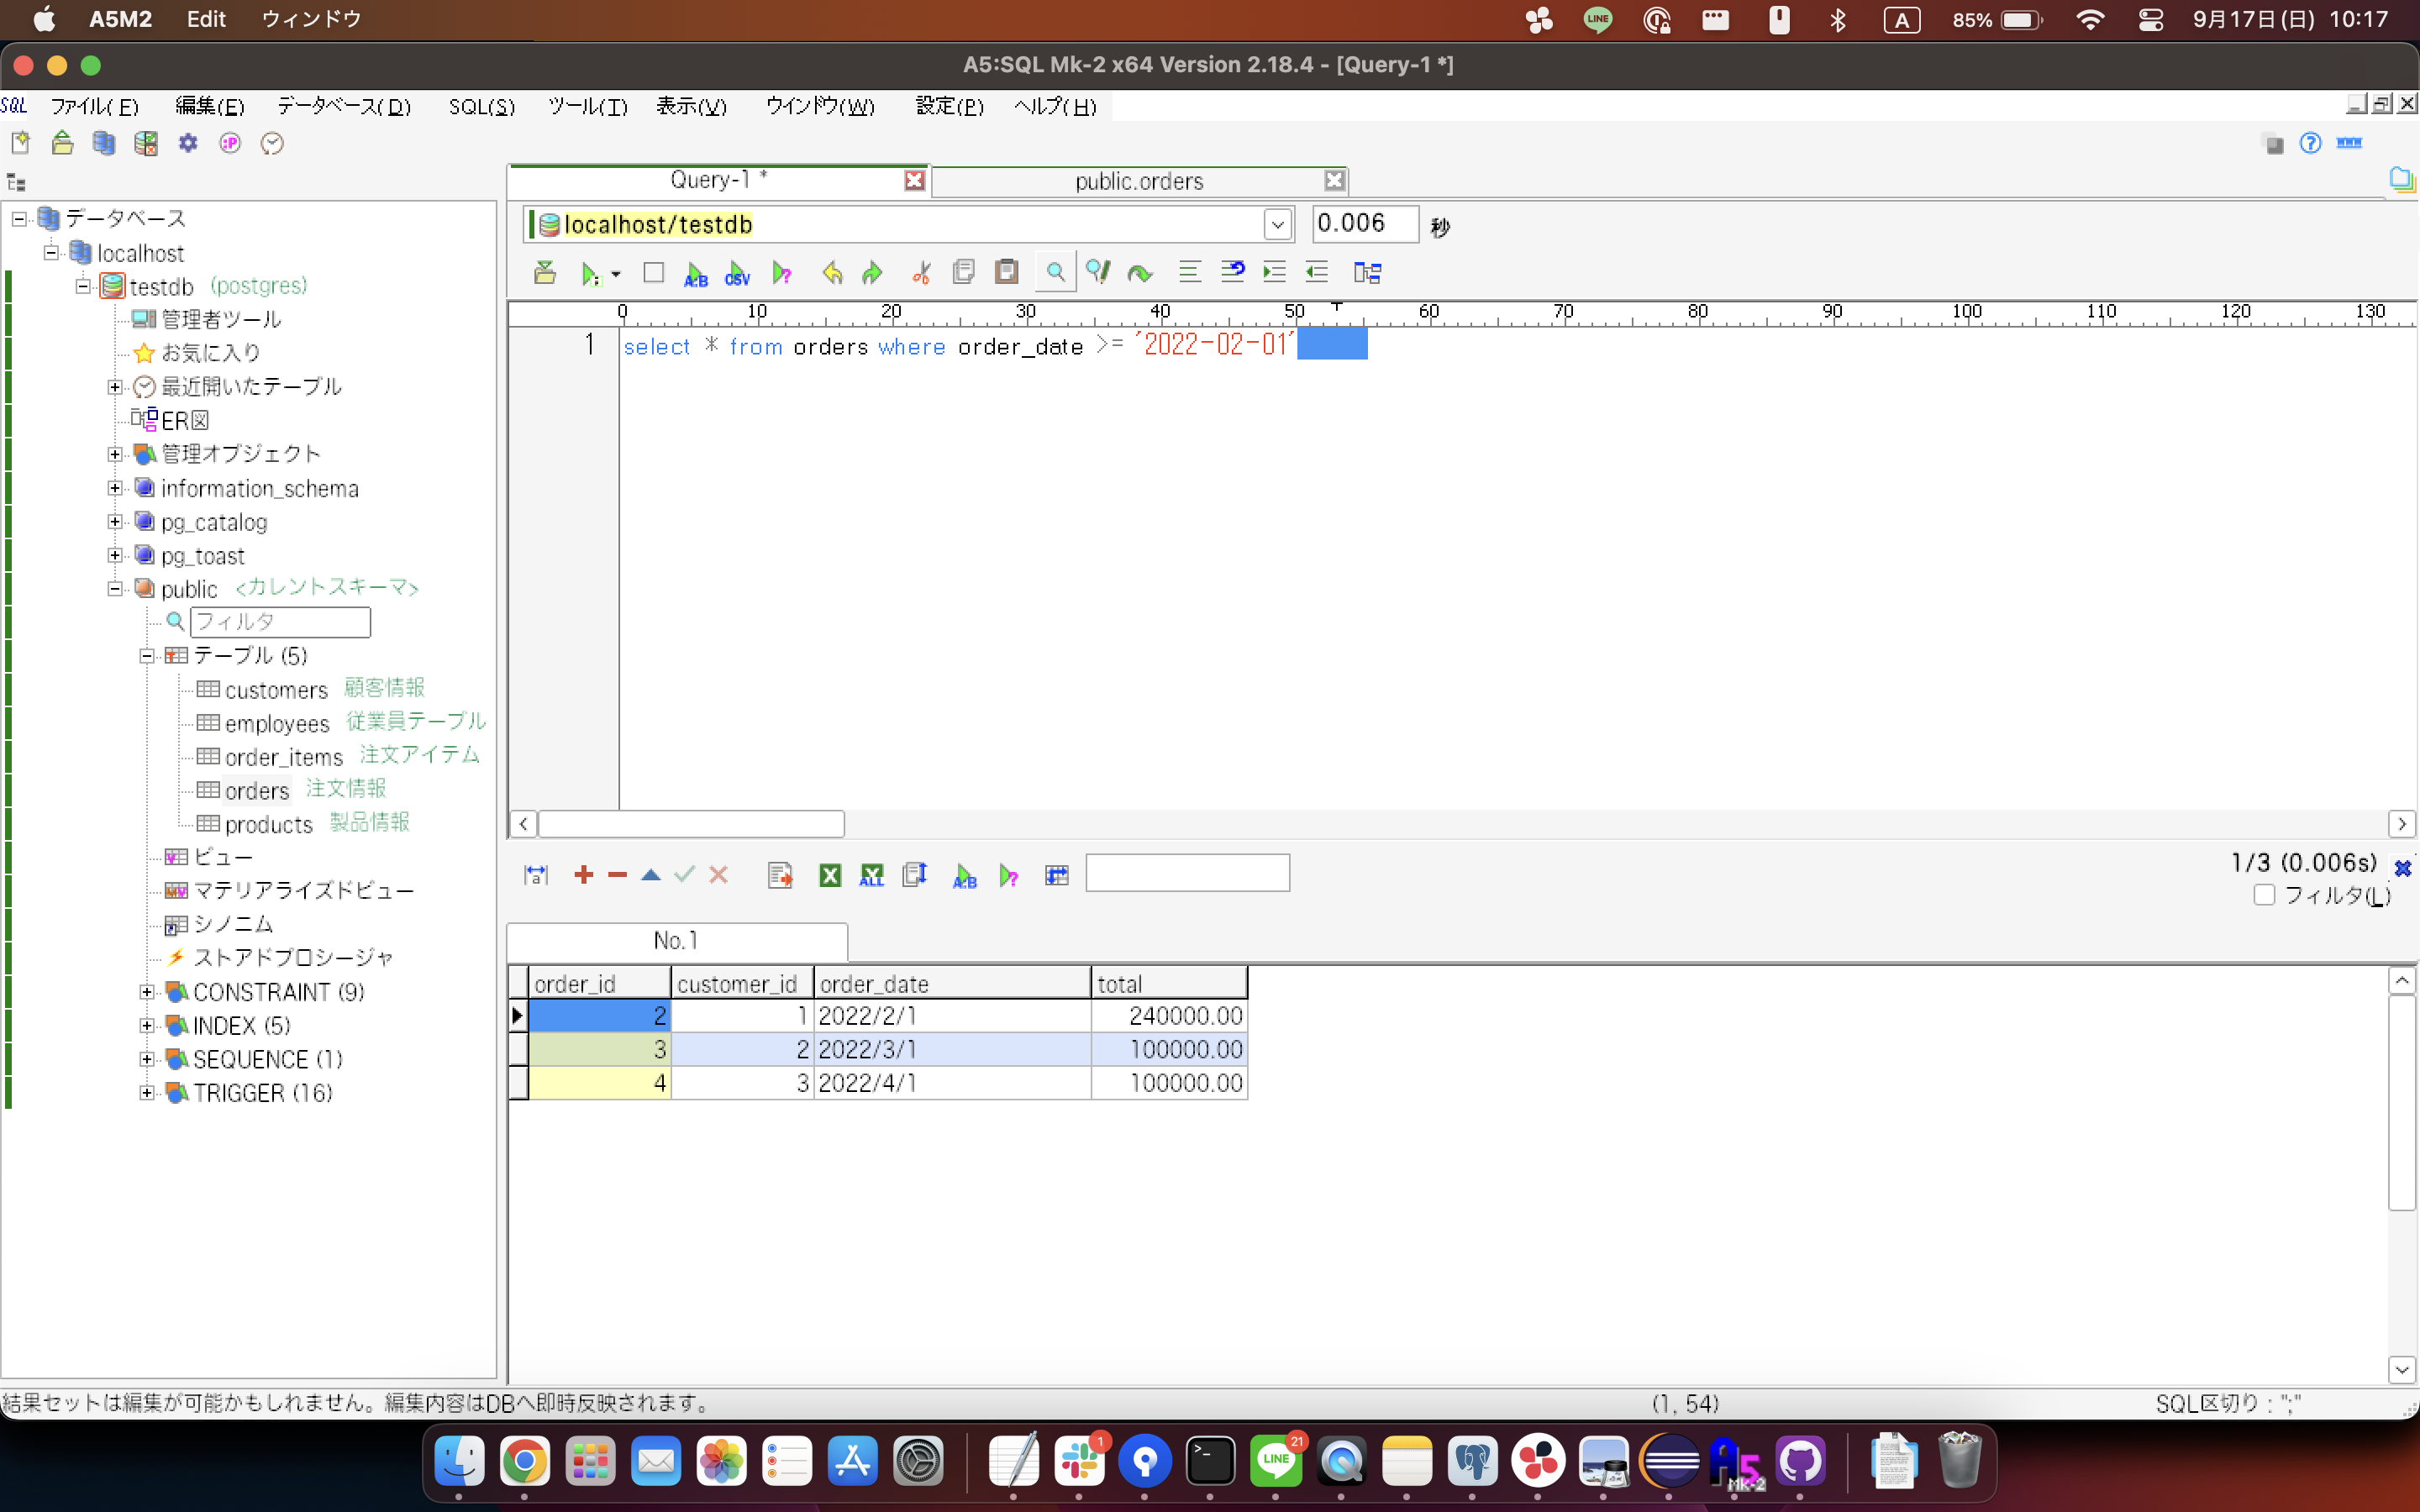 A5M2 Edit ウィンドウ LINE A 85% 9月17日(日) 10:17
A5:SQL Mk-2 x64 Version 2.18.4 - [Query-1 *]
SQL ファイル(F) 編集(E) データベース(D) SQL(S) ツール(T) 表示(V) ウインドウ(W) 設定(P) ヘルプ(H)
Query-1 * public.orders
localhost/testdb 0.006 秒
A:B CSV
0 10 20 30 40 50 60 70 80 90 100 110 120 130
1 select * from orders where order_date >= '2022-02-01'
データベース
localhost
testdb (postgres)
管理者ツール
お気に入り
最近開いたテーブル
ER図
管理オブジェクト
information_schema
pg_catalog
pg_toast
public <カレントスキーマ>
フィルタ
テーブル (5)
customers 顧客情報
employees 従業員テーブル
order_items 注文アイテム
orders 注文情報
products 製品情報
ビュー
マテリアライズドビュー
シノニム
ストアドプロシージャ
CONSTRAINT (9)
INDEX (5)
SEQUENCE (1)
TRIGGER (16)
ALL A:B 1/3 (0.006s)
フィルタ(L)
No.1
order_id customer_id order_date total
2 1 2022/2/1 240000.00
3 2 2022/3/1 100000.00
4 3 2022/4/1 100000.00
結果セットは編集が可能かもしれません。編集内容はDBへ即時反映されます。 (1, 54) SQL区切り : ";"
1 21 LINE A5 Mk-2